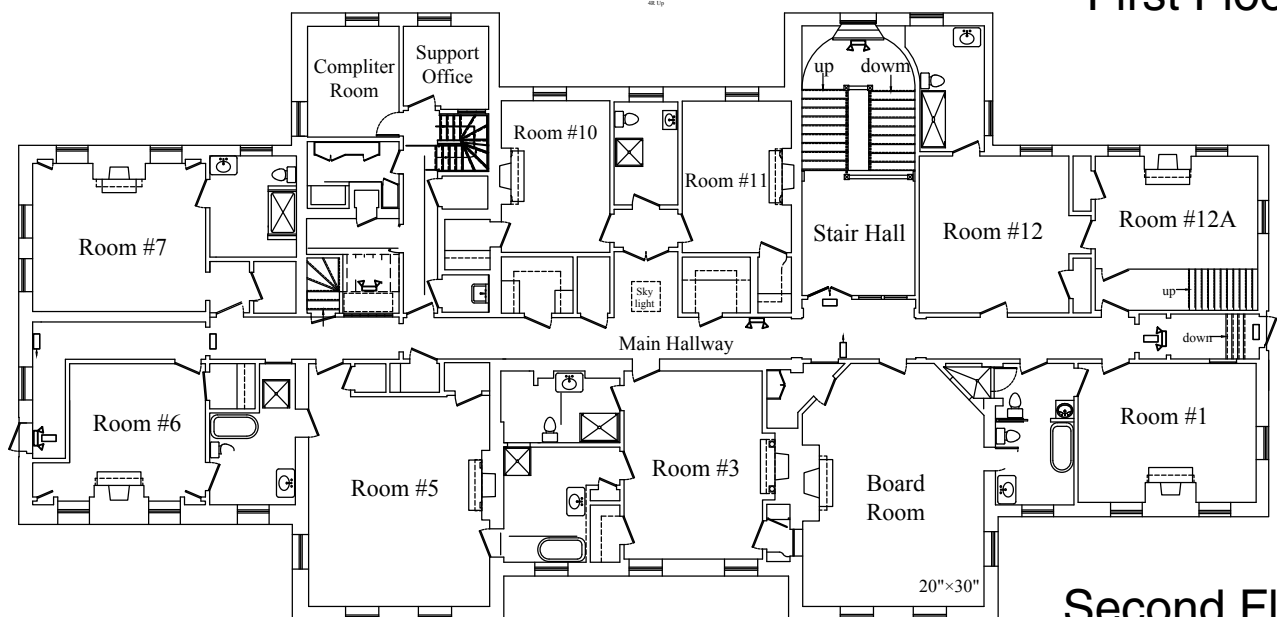 4R Up
First Floo
Support
Office
Compliter
Room
up
dowm
Room #10
Room #11
Room #7
Stair Hall
Room #12
Room #12A
Sky
light
up
Main Hallway
down
Room #6
Room #5
Room #3
Board
Room
Room #1
20"×30"
Second Fl